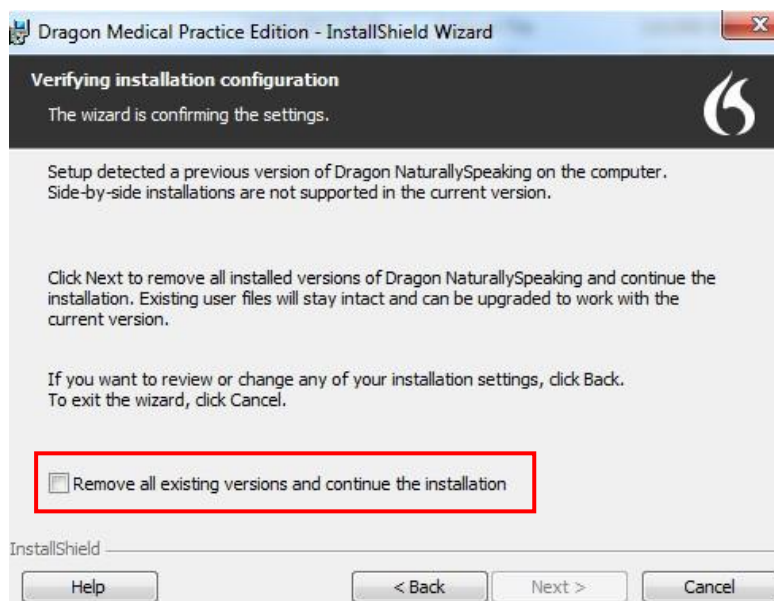 Dragon Medical Practice Edition - InstallShield Wizard
X
Verifying installation configuration
The wizard is confirming the settings.
Setup detected a previous version of Dragon NaturallySpeaking on the computer.
Side-by-side installations are not supported in the current version.
Click Next to remove all installed versions of Dragon NaturallySpeaking and continue the
installation. Existing user files will stay intact and can be upgraded to work with the
current version.
If you want to review or change any of your installation settings, click Back.
To exit the wizard, click Cancel.
Remove all existing versions and continue the installation
InstallShield
Help < Back Next > Cancel